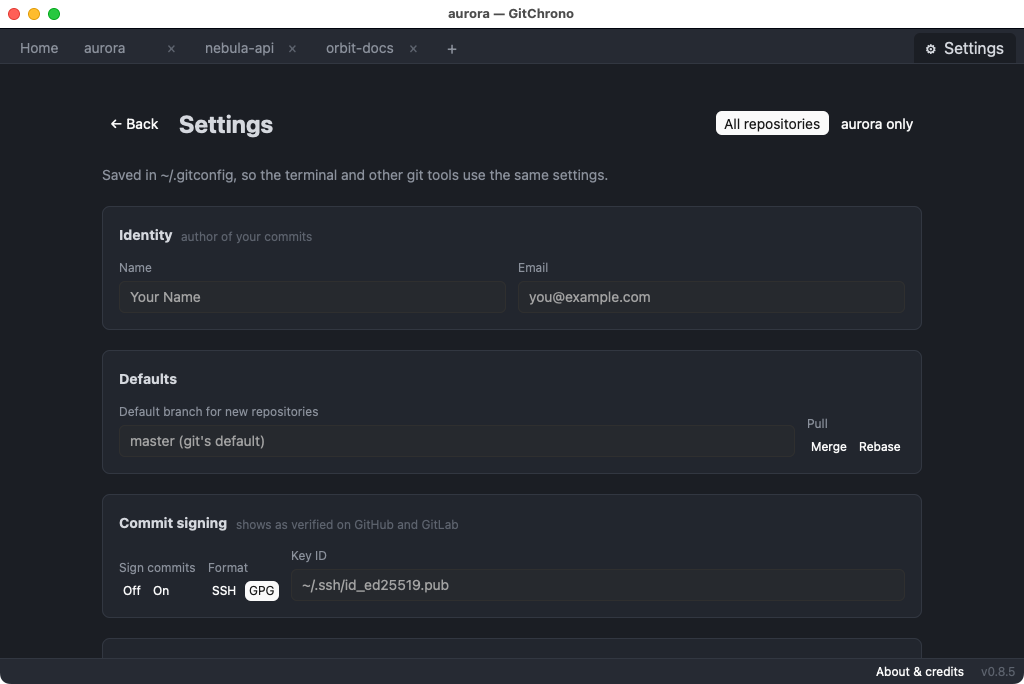 aurora — GitChrono
Home aurora × nebula-api × orbit-docs × + ⚙ Settings
← Back Settings All repositories aurora only
Saved in ~/.gitconfig, so the terminal and other git tools use the same settings.
Identity author of your commits
Name Email
Your Name you@example.com
Defaults
Default branch for new repositories
Pull
master (git's default)
Merge Rebase
Commit signing shows as verified on GitHub and GitLab
Key ID
Sign commits Format
~/.ssh/id_ed25519.pub
Off On SSH GPG
About & credits v0.8.5